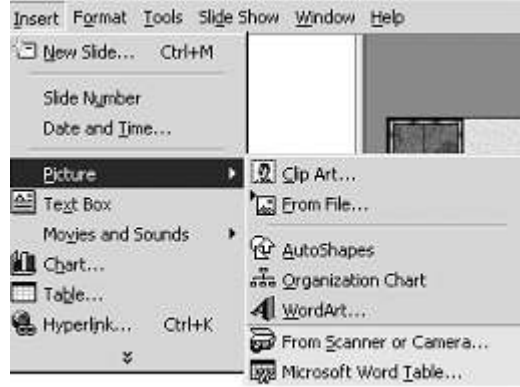 Insert Format Tools Slide Show Window Help
New Slide... Ctrl+M
Slide Number
Date and Time...
Picture
Text Box
Movies and Sounds
Chart...
Table...
Hyperlink... Ctrl+K
Clip Art...
From File...
AutoShapes
Organization Chart
WordArt...
From Scanner or Camera...
Microsoft Word Table...